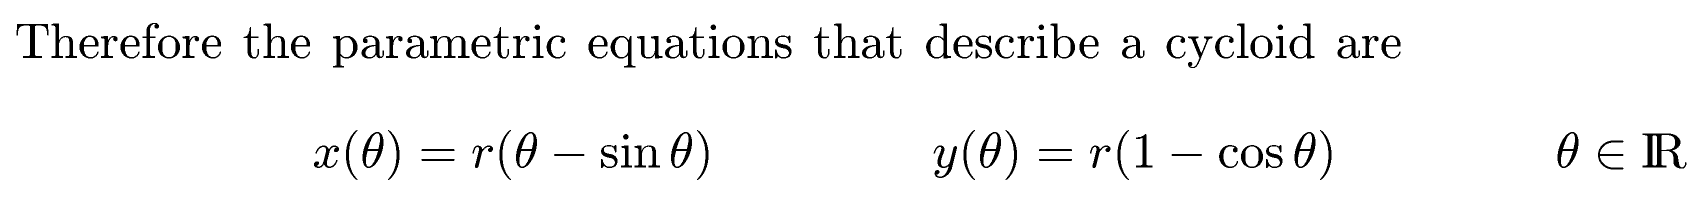 Therefore the parametric equations that describe a cycloid are
x(θ) = r(θ − sin θ) y(θ) = r(1 − cos θ) θ ∈ ℝ